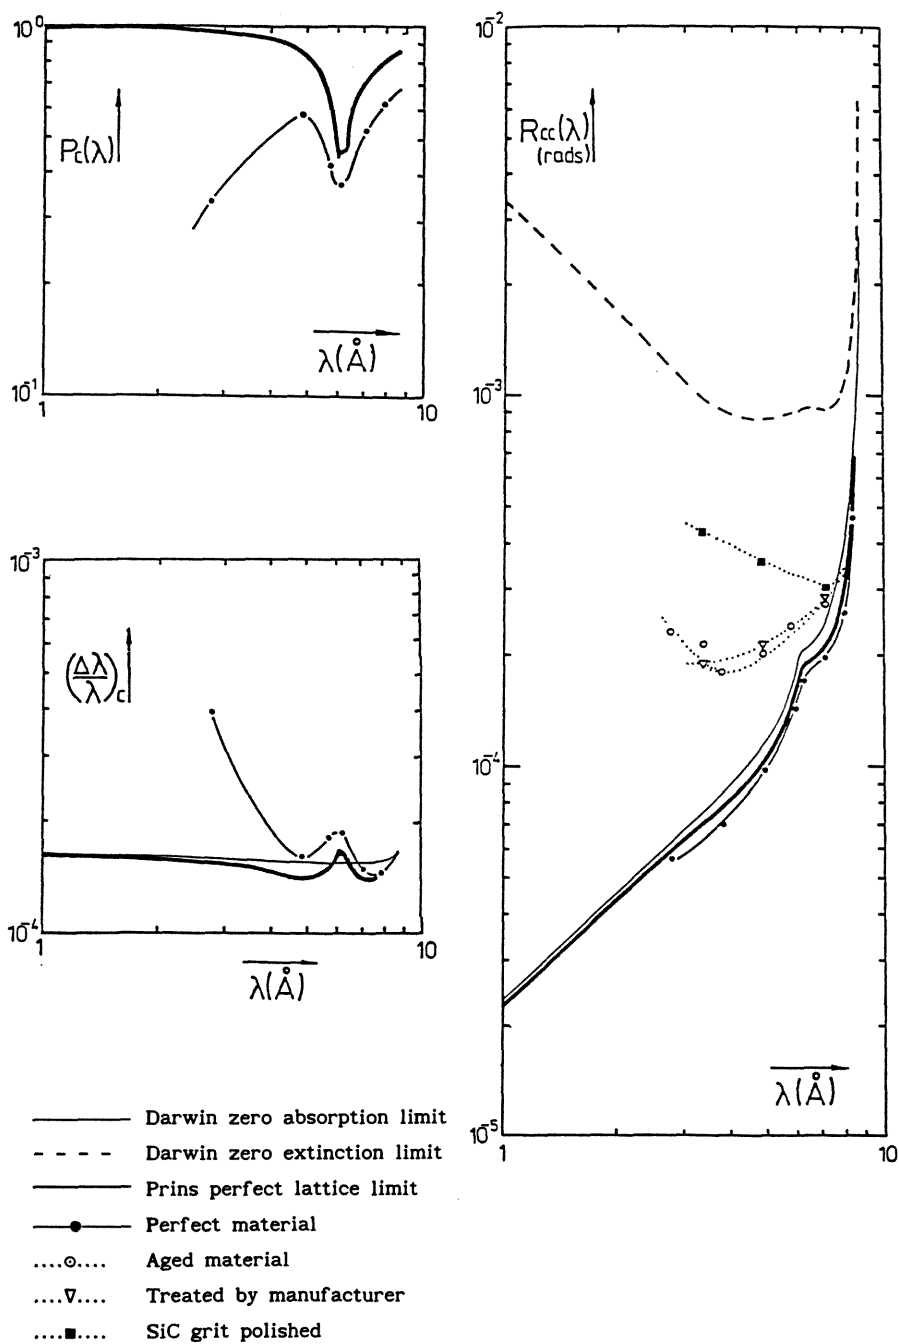 10⁰
Pc(λ)
λ(Å)
10¹
1
10
10⁻³
(Δλ/λ)c
10⁻⁴
1
10
λ(Å)
10⁻²
Rcc(λ)
(rads)
10⁻³
10⁻⁴
λ(Å)
10⁻⁵
1
10
Darwin zero absorption limit
Darwin zero extinction limit
Prins perfect lattice limit
Perfect material
Aged material
Treated by manufacturer
SiC grit polished